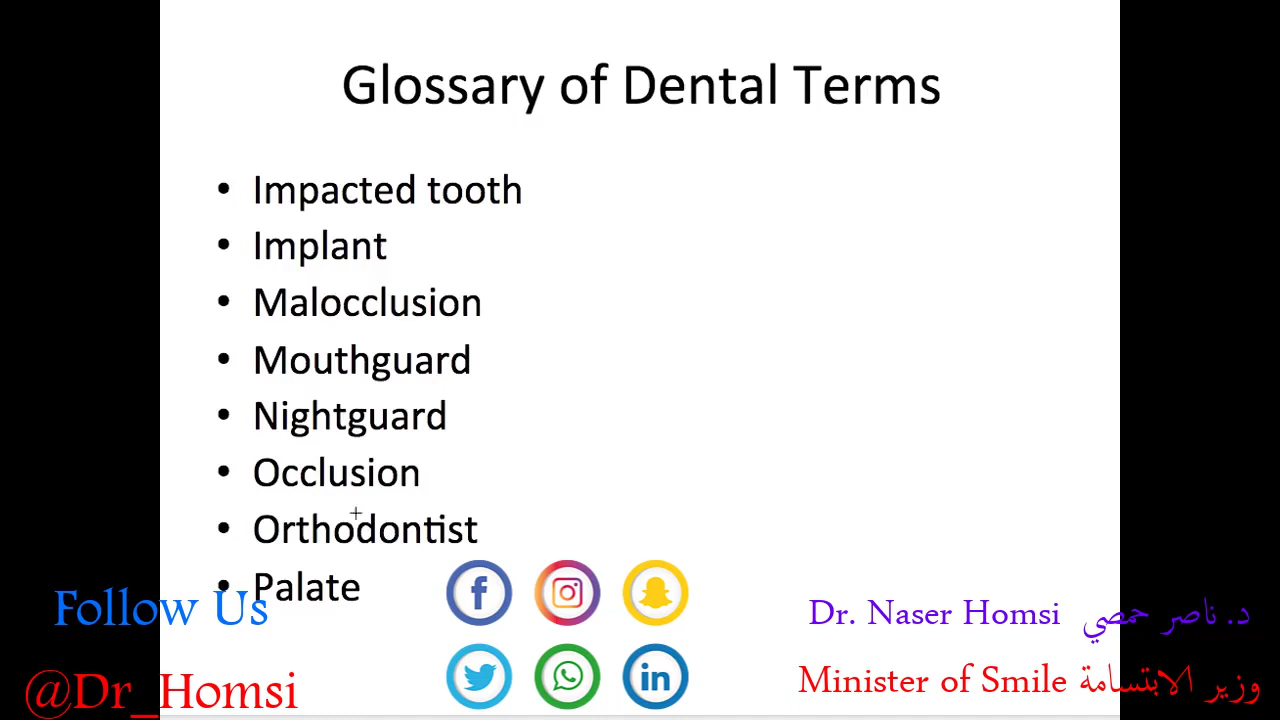 Glossary of Dental Terms
• Impacted tooth
• Implant
• Malocclusion
• Mouthguard
• Nightguard
• Occlusion
• Orthodontist
• Palate
Follow Us
@Dr_Homsi
Dr. Naser Homsi د. ناصر حمصي
Minister of Smile وزير الابتسامة